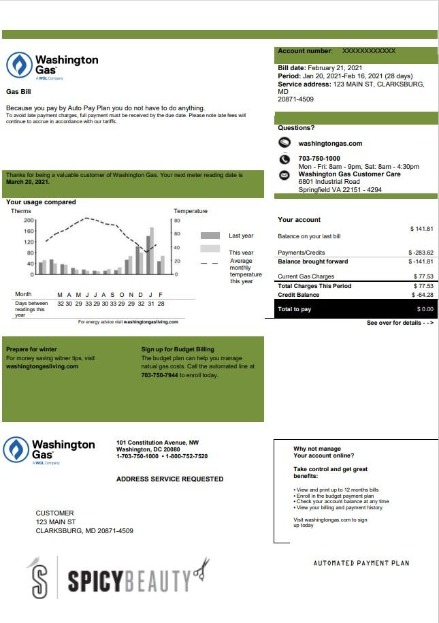 Washington
Gas
A WGL Company
Gas Bill
Because you pay by Auto Pay Plan you do not have to do anything.
To avoid late payment charges, full payment must be received by the due date. Please note late fees will
continue to accrue in accordance with our tariffs.
Account number: XXXXXXXXXXXX
Bill date: February 21, 2021
Period: Jan 20, 2021-Feb 16, 2021 (28 days)
Service address: 123 MAIN ST, CLARKSBURG,
MD
20871-4509
Questions?
washingtongas.com
703-750-1000
Mon - Fri: 8am - 9pm, Sat: 8am - 4:30pm
Washington Gas Customer Care
6801 Industrial Road
Springfield VA 22151 - 4294
Thanks for being a valuable customer of Washington Gas. Your next meter reading date is
March 20, 2021.
Your usage compared
Therms
Temperature
200
160
120
80
40
0
80
60
40
20
0
Last year
This year
Average
monthly
temperature
this year
Month M A M J J A S O N D J F
Days between
readings this
year
32 30 29 33 29 33 29 29 30 32 31 28
For energy advice visit washingtongasliving.com
Your account
Balance on your last bill $ 141.81
Payments/Credits $ -283.62
Balance brought forward $ -141.81
Current Gas Charges $ 77.53
Total Charges This Period $ 77.53
Credit Balance $ -64.28
Total to pay $ 0.00
See over for details - - >
Prepare for winter
For money saving witner tips, visit
washingtongasliving.com
Sign up for Budget Billing
The budget plan can help you manage
natual gas costs. Call the automated line at
703-750-7944 to enroll today.
Washington
Gas
A WGL Company
101 Constitution Avenue, NW
Washington, DC 20080
1-703-750-1000 • 1-800-752-7520
ADDRESS SERVICE REQUESTED
CUSTOMER
123 MAIN ST
CLARKSBURG, MD 20871-4509
Why not manage
Your account online?
Take control and get great
benefits:
• View and print up to 12 months bills
• Enroll in the budget payment plan
• Check your account balance at any time
• View your billing and payment history
Visit washingtongas.com to sign
up today
AUTOMATED PAYMENT PLAN
S SPICYBEAUTY